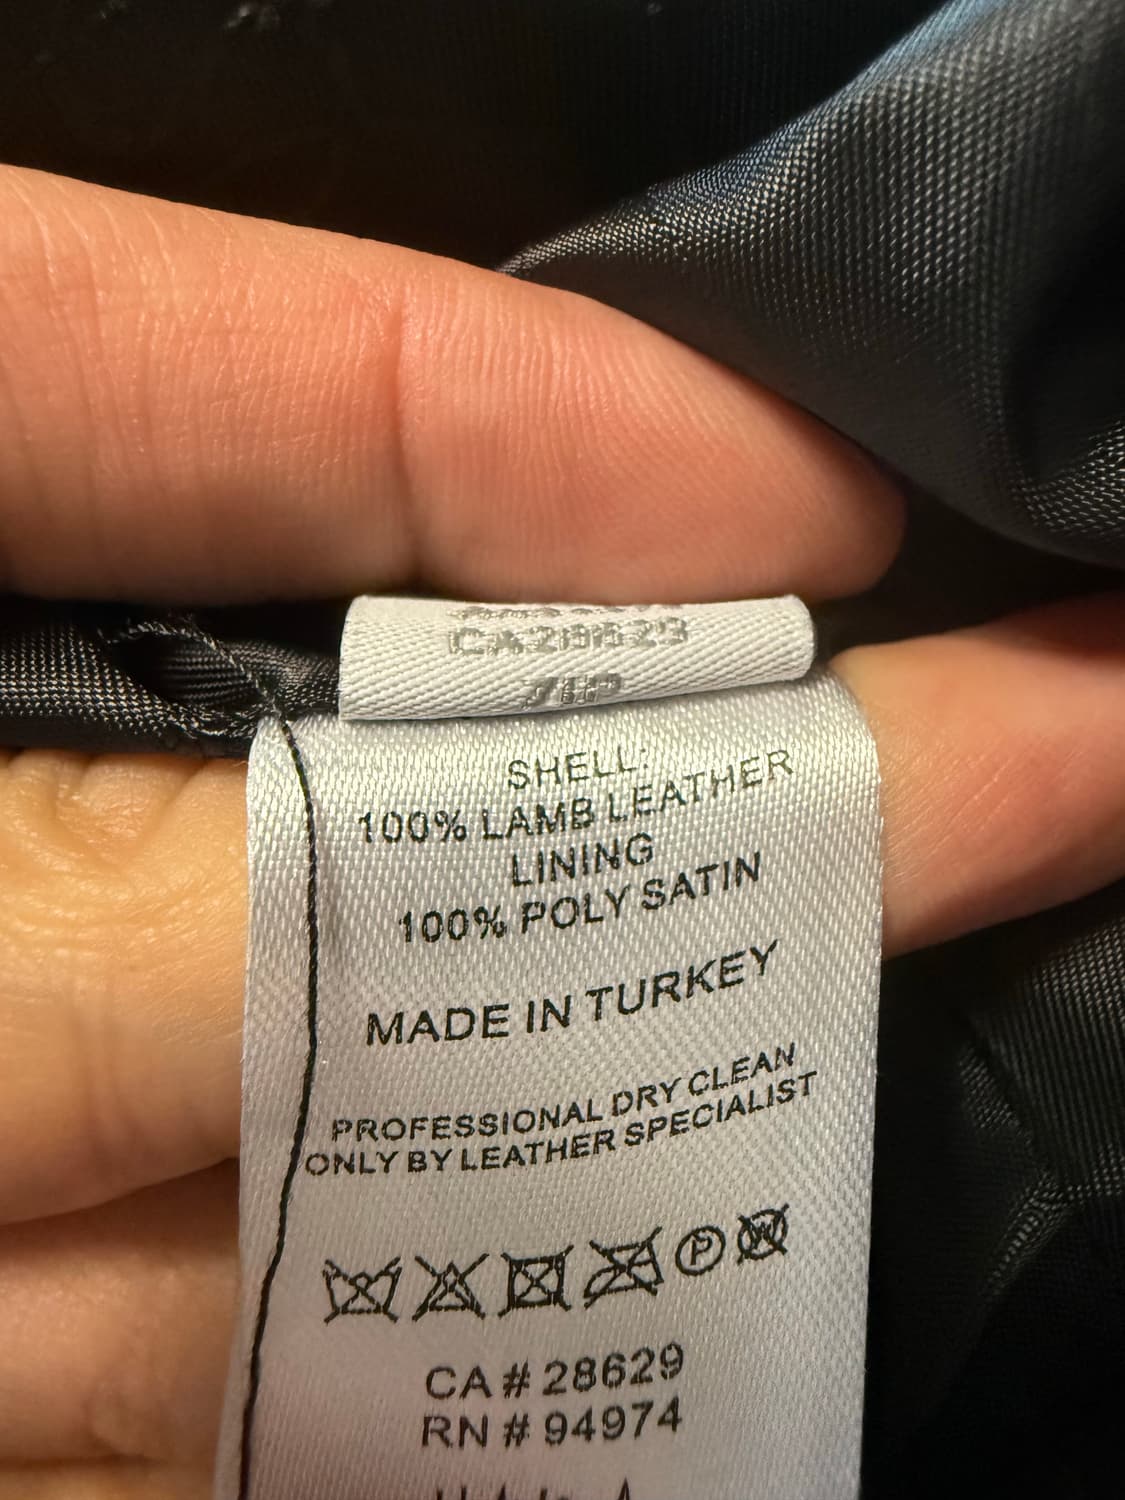 SHELL:
100% LAMB LEATHER
LINING
100% POLY SATIN
MADE IN TURKEY
PROFESSIONAL DRY CLEAN
ONLY BY LEATHER SPECIALIST
P W
CA # 28629
RN # 94974